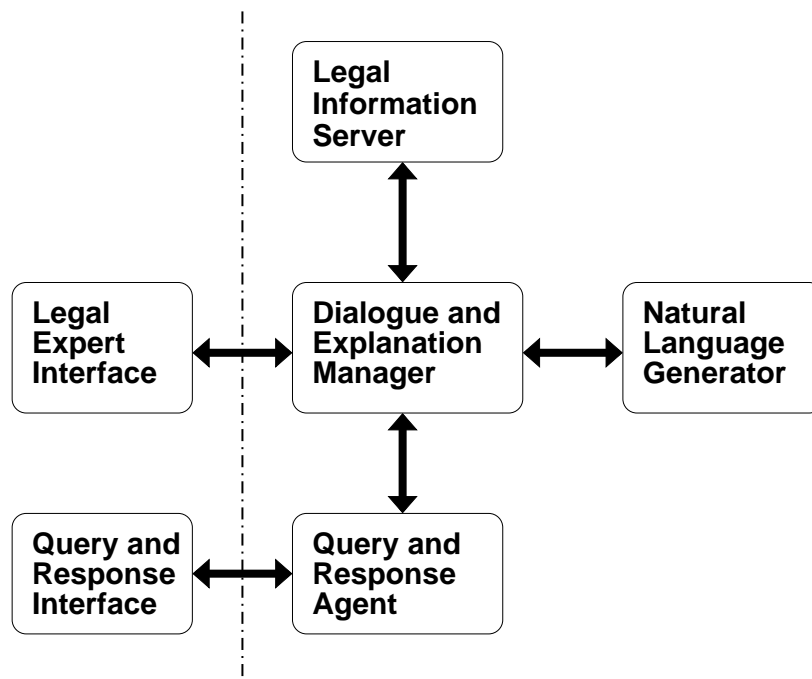 Legal
Information
Server
Legal
Expert
Interface
Dialogue and
Explanation
Manager
Natural
Language
Generator
Query and
Response
Interface
Query and
Response
Agent